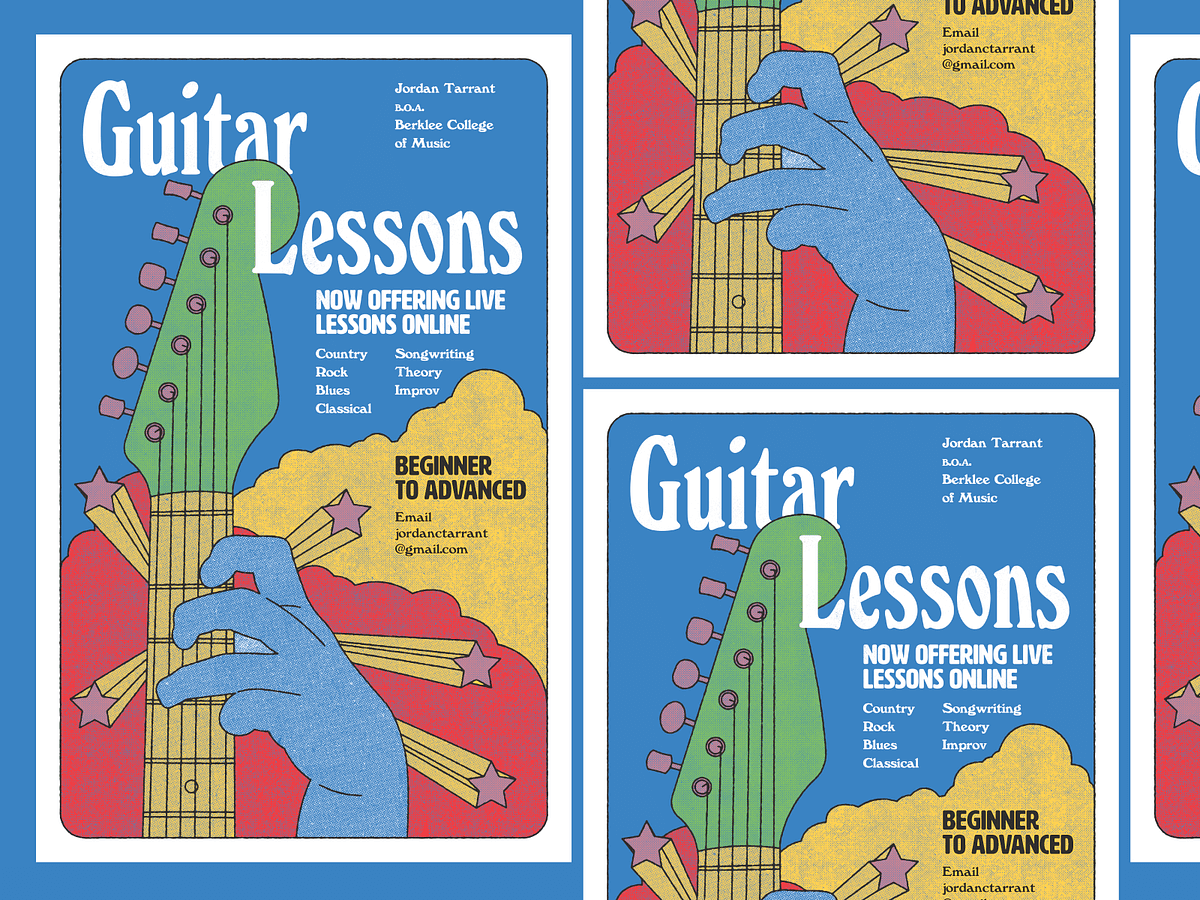 Guitar
Lessons
Jordan Tarrant
B.O.A.
Berklee College
of Music
NOW OFFERING LIVE
LESSONS ONLINE
Country
Rock
Blues
Classical
Songwriting
Theory
Improv
BEGINNER
TO ADVANCED
Email
jordanctarrant
@gmail.com
TO ADVANCED
Email
jordanctarrant
@gmail.com
Guitar
Lessons
Jordan Tarrant
B.O.A.
Berklee College
of Music
NOW OFFERING LIVE
LESSONS ONLINE
Country
Rock
Blues
Classical
Songwriting
Theory
Improv
BEGINNER
TO ADVANCED
Email
jordanctarrant